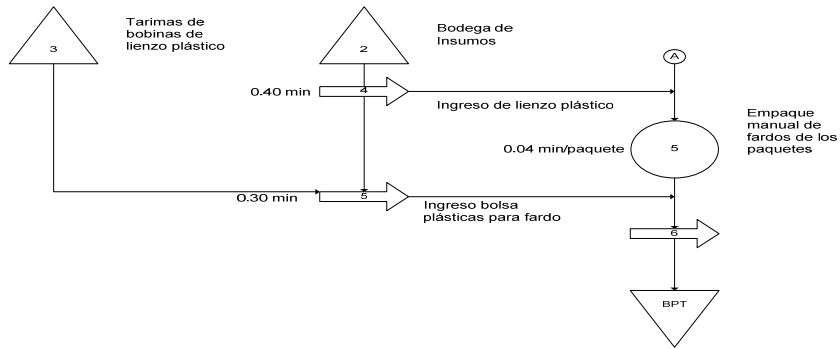 Tarimas de
bobinas de
lienzo plástico
3
Bodega de
Insumos
2
A
0.40 min
4
Ingreso de lienzo plástico
Empaque
manual de
fardos de los
paquetes
0.04 min/paquete
5
0.30 min
5
Ingreso bolsa
plásticas para fardo
6
BPT